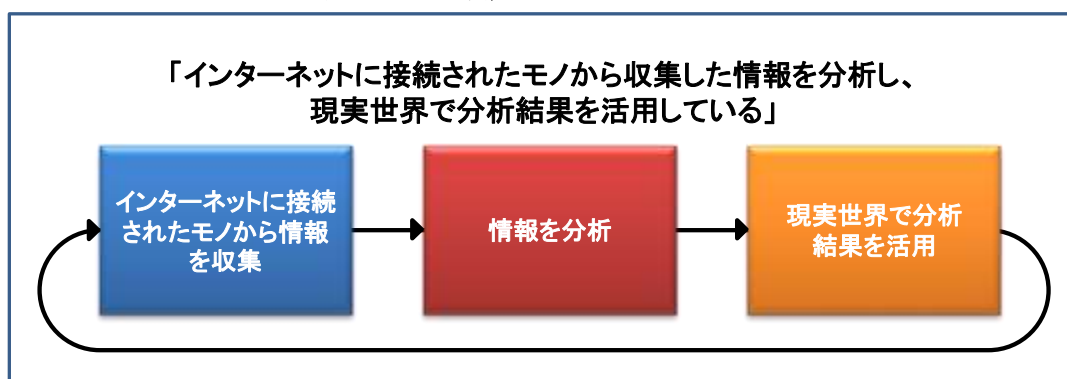 「インターネットに接続されたモノから収集した情報を分析し、
現実世界で分析結果を活用している」
インターネットに接続
されたモノから情報
を収集
情報を分析
現実世界で分析
結果を活用